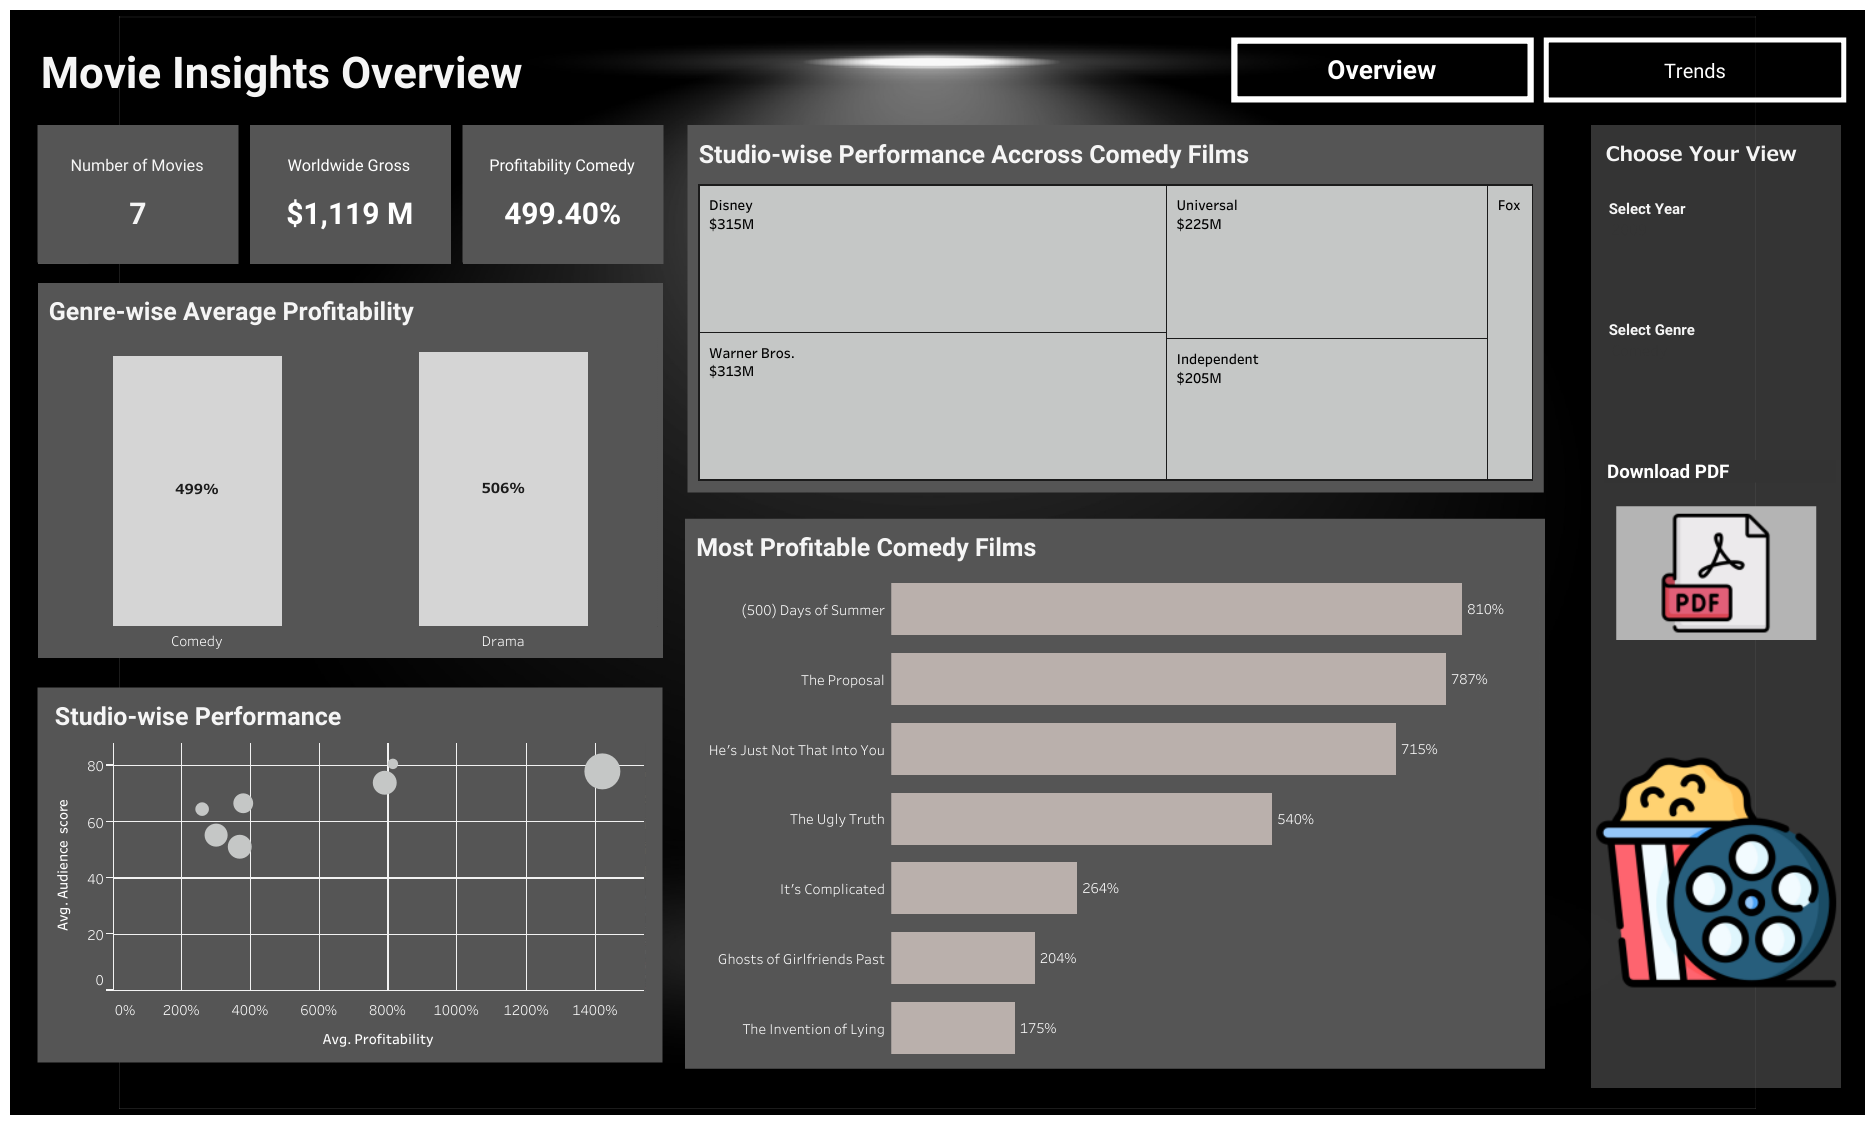 Movie Insights Overview
Overview
Trends
Number of Movies
7
Worldwide Gross
$1,119 M
Profitability Comedy
499.40%
Genre-wise Average Profitability
499%
506%
Comedy
Drama
Studio-wise Performance
Avg. Audience score
80
60
40
20
0
0% 200% 400% 600% 800% 1000% 1200% 1400%
Avg. Profitability
Studio-wise Performance Accross Comedy Films
Disney
$315M
Universal
$225M
Fox
Warner Bros.
$313M
Independent
$205M
Most Profitable Comedy Films
(500) Days of Summer 810%
The Proposal 787%
He's Just Not That Into You 715%
The Ugly Truth 540%
It's Complicated 264%
Ghosts of Girlfriends Past 204%
The Invention of Lying 175%
Choose Your View
Select Year
Select Genre
Download PDF
PDF